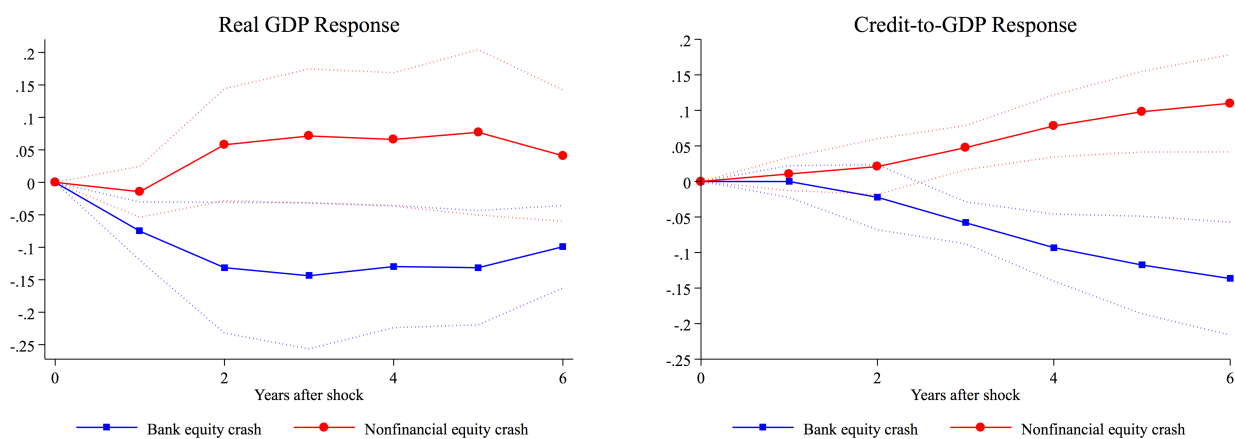 Real GDP Response
.2
.15
.1
.05
0
-.05
-.1
-.15
-.2
-.25
0 2 4 6
Years after shock
Bank equity crash Nonfinancial equity crash
Credit-to-GDP Response
.2
.15
.1
.05
0
-.05
-.1
-.15
-.2
-.25
0 2 4 6
Years after shock
Bank equity crash Nonfinancial equity crash